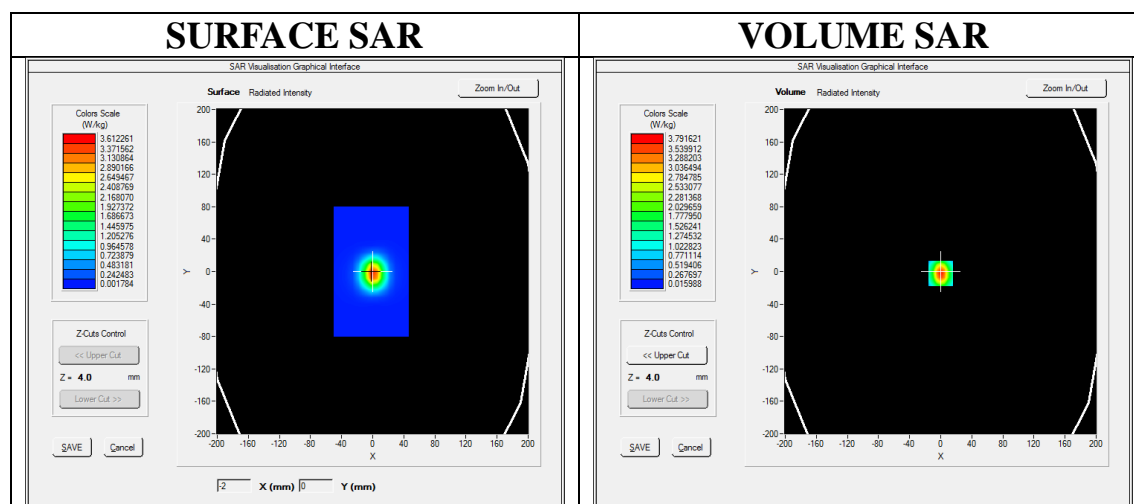 SURFACE SAR
SAR Visualisation Graphical Interface
Surface Radiated Intensity
Zoom In/Out
Colors Scale
(W/kg)
3.612261
3.371562
3.130864
2.890166
2.649467
2.408769
2.168070
1.927372
1.686673
1.445975
1.205276
0.964578
0.723879
0.483181
0.242483
0.001784
Z-Cuts Control
<< Upper Cut
Z = 4.0 mm
Lower Cut >>
SAVE Cancel
200
160
120
80
40
0
-40
-80
-120
-160
-200
Y
-200 -160 -120 -80 -40 0 40 80 120 160 200
X
-2 X (mm) 0 Y (mm)
VOLUME SAR
SAR Visualisation Graphical Interface
Volume Radiated Intensity
Zoom In/Out
Colors Scale
(W/kg)
3.791621
3.539912
3.288203
3.036494
2.784785
2.533077
2.281368
2.029659
1.777950
1.526241
1.274532
1.022823
0.771114
0.519406
0.267697
0.015988
Z-Cuts Control
<< Upper Cut
Z = 4.0 mm
Lower Cut >>
SAVE Cancel
200
160
120
80
40
0
-40
-80
-120
-160
-200
Y
-200 -160 -120 -80 -40 0 40 80 120 160 200
X